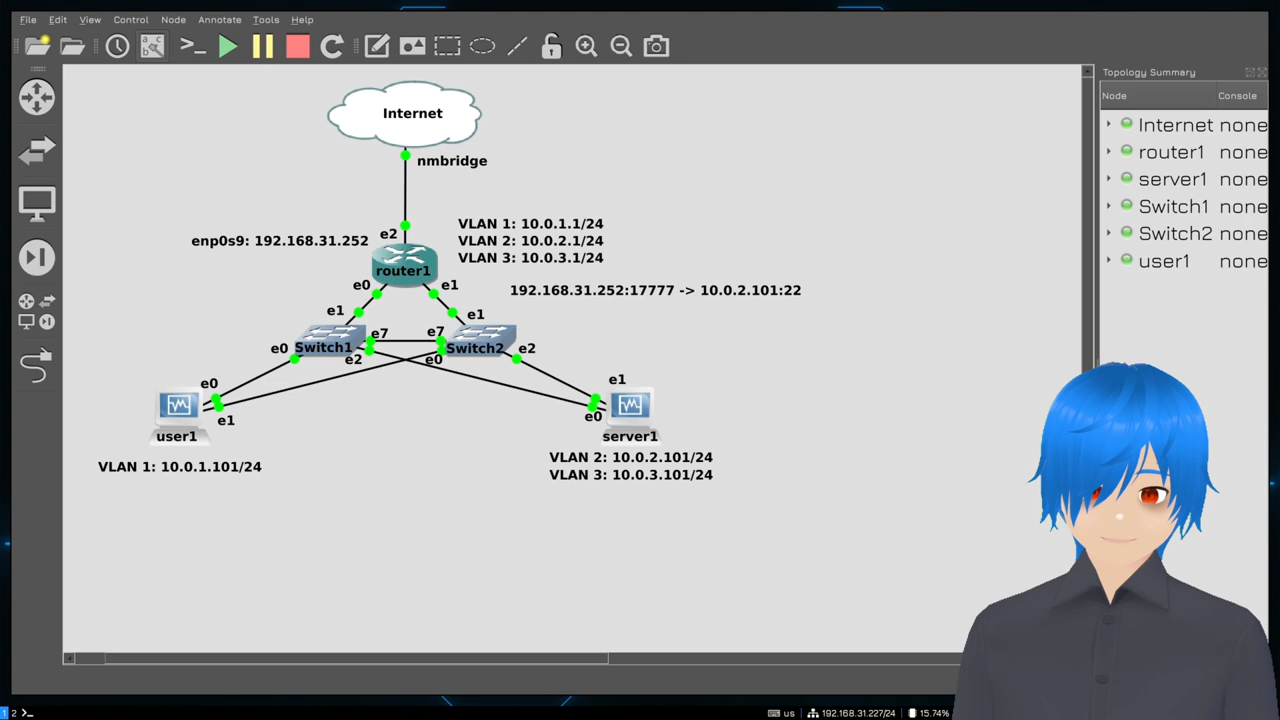 File Edit View Control Node Annotate Tools Help
Internet
nmbridge
e2
enp0s9: 192.168.31.252
VLAN 1: 10.0.1.1/24
VLAN 2: 10.0.2.1/24
VLAN 3: 10.0.3.1/24
router1
192.168.31.252:17777 -> 10.0.2.101:22
e0 e1
e1 e1
Switch1 e7 e7 Switch2
e0 e2 e0 e2
e0 e1
e1 e0
user1 server1
VLAN 1: 10.0.1.101/24
VLAN 2: 10.0.2.101/24
VLAN 3: 10.0.3.101/24
Topology Summary
Node Console
Internet none
router1 none
server1 none
Switch1 none
Switch2 none
user1 none
1 2 us 192.168.31.227/24 15.74%